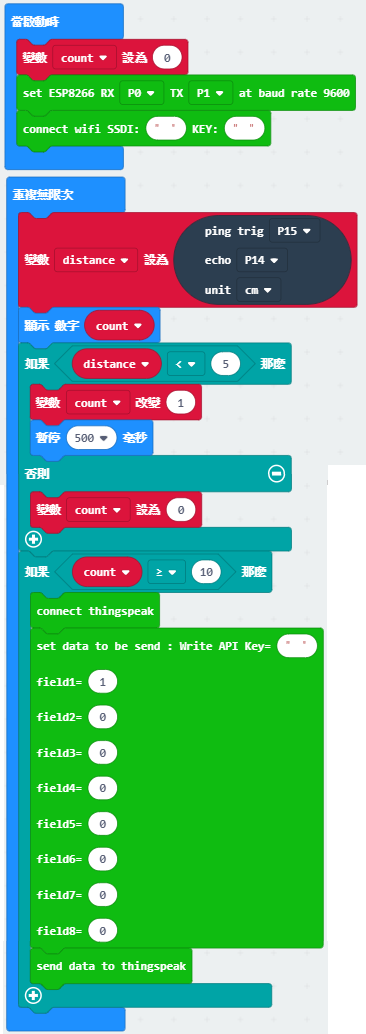 當啟動時
變數 count 設為 0
set ESP8266 RX P0 TX P1 at baud rate 9600
connect wifi SSDI: " " KEY: " "
重複無限次
ping trig P15
變數 distance 設為 echo P14
unit cm
顯示 數字 count
如果 distance < 5 那麼
變數 count 改變 1
暫停 500 毫秒
否則
變數 count 設為 0
如果 count ≥ 10 那麼
connect thingspeak
set data to be send : Write API Key= " "
field1= 1
field2= 0
field3= 0
field4= 0
field5= 0
field6= 0
field7= 0
field8= 0
send data to thingspeak